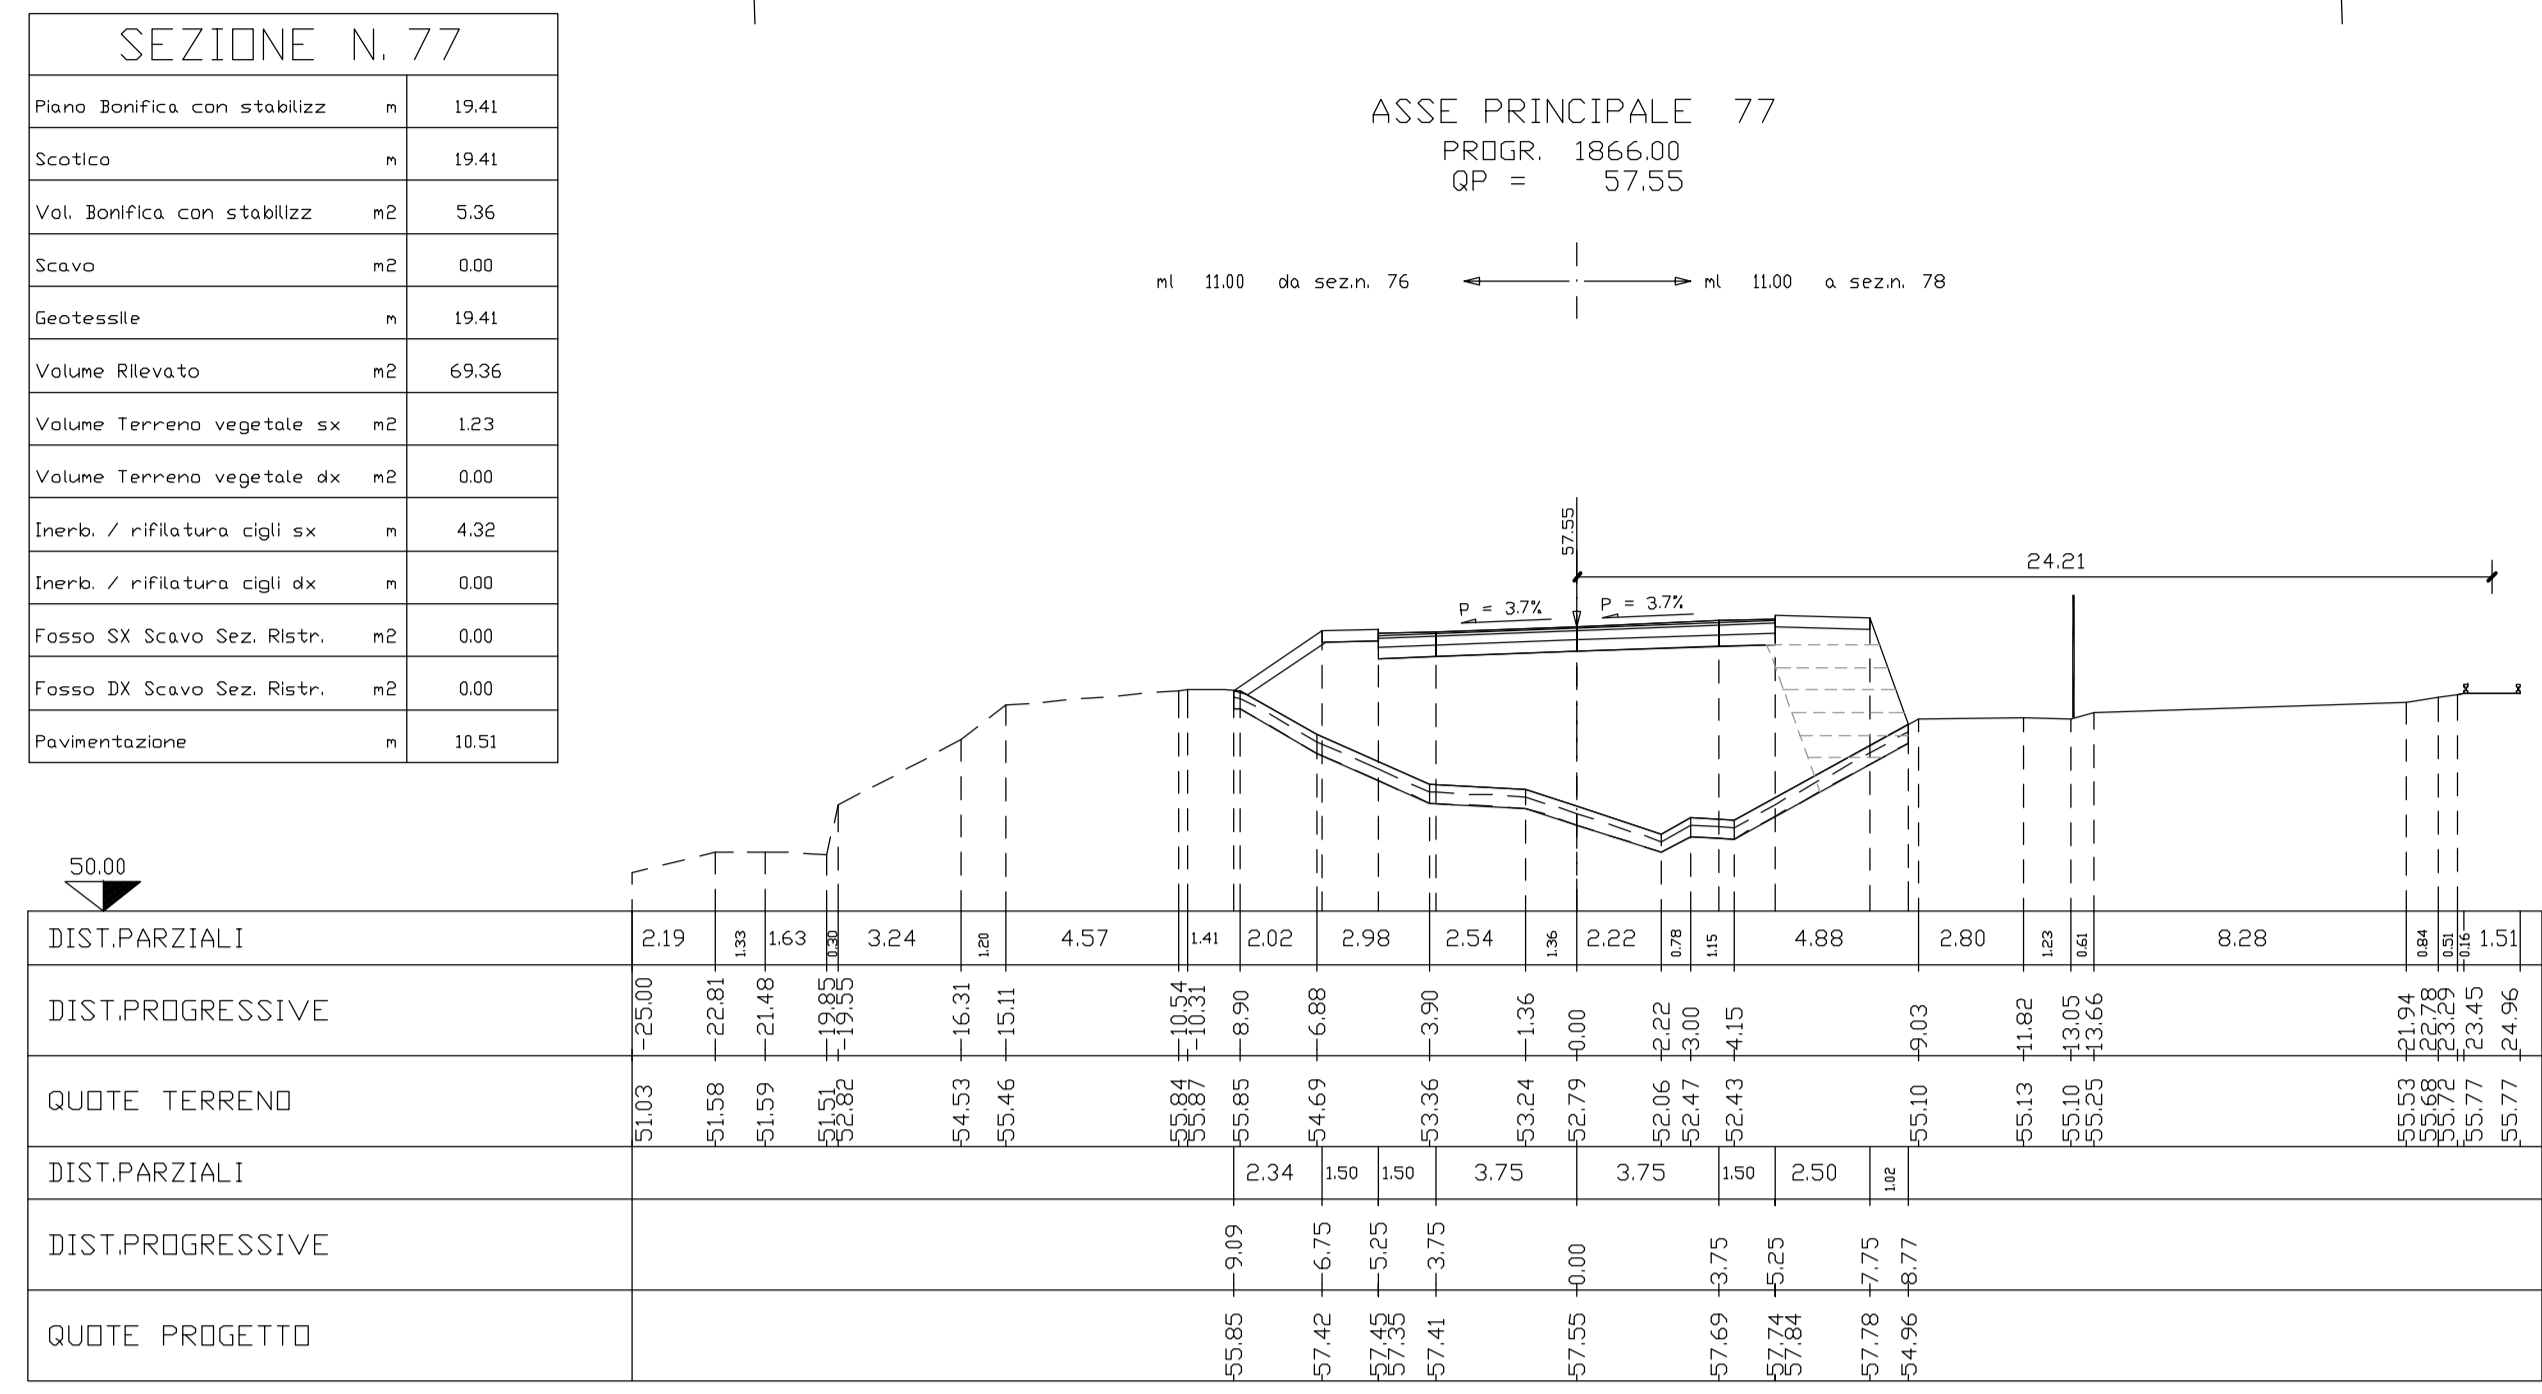 SEZIONE N. 77
Piano Bonifica con stabilizz m 19.41
Scotico m 19.41
Vol. Bonifica con stabilizz m2 5.36
Scavo m2 0.00
Geotessile m 19.41
Volume Rilevato m2 69.36
Volume Terreno vegetale sx m2 1.23
Volume Terreno vegetale dx m2 0.00
Inerb. / rifilatura cigli sx m 4.32
Inerb. / rifilatura cigli dx m 0.00
Fosso SX Scavo Sez. Ristr. m2 0.00
Fosso DX Scavo Sez. Ristr. m2 0.00
Pavimentazione m 10.51
ASSE PRINCIPALE 77
PROGR. 1866.00
QP = 57.55
ml 11.00 da sez.n. 76 ml 11.00 a sez.n. 78
57.55
24.21
P = 3.7% P = 3.7%
50.00
DIST.PARZIALI 2.19 1.33 1.63 0.30 3.24 1.20 4.57 1.41 2.02 2.98 2.54 1.36 2.22 0.78 1.15 4.88 2.80 1.23 0.61 8.28 0.84 0.51 0.16 1.51
DIST.PROGRESSIVE -25.00 -22.81 -21.48 -19.85 -19.55 -16.31 -15.11 -10.54 -10.31 -8.90 -6.88 -3.90 -1.36 0.00 2.22 3.00 4.15 9.03 11.82 13.05 13.66 21.94 22.78 23.29 23.45 24.96
QUOTE TERRENO 51.03 51.58 51.59 51.51 52.82 54.53 55.46 55.84 55.87 55.85 54.69 53.36 53.24 52.79 52.06 52.47 52.43 55.10 55.13 55.10 55.25 55.53 55.68 55.72 55.77 55.77
DIST.PARZIALI 2.34 1.50 1.50 3.75 3.75 1.50 2.50 1.02
DIST.PROGRESSIVE -9.09 -6.75 -5.25 -3.75 0.00 3.75 5.25 7.75 8.77
QUOTE PROGETTO 55.85 57.42 57.45 57.35 57.41 57.55 57.69 57.74 57.84 57.78 54.96